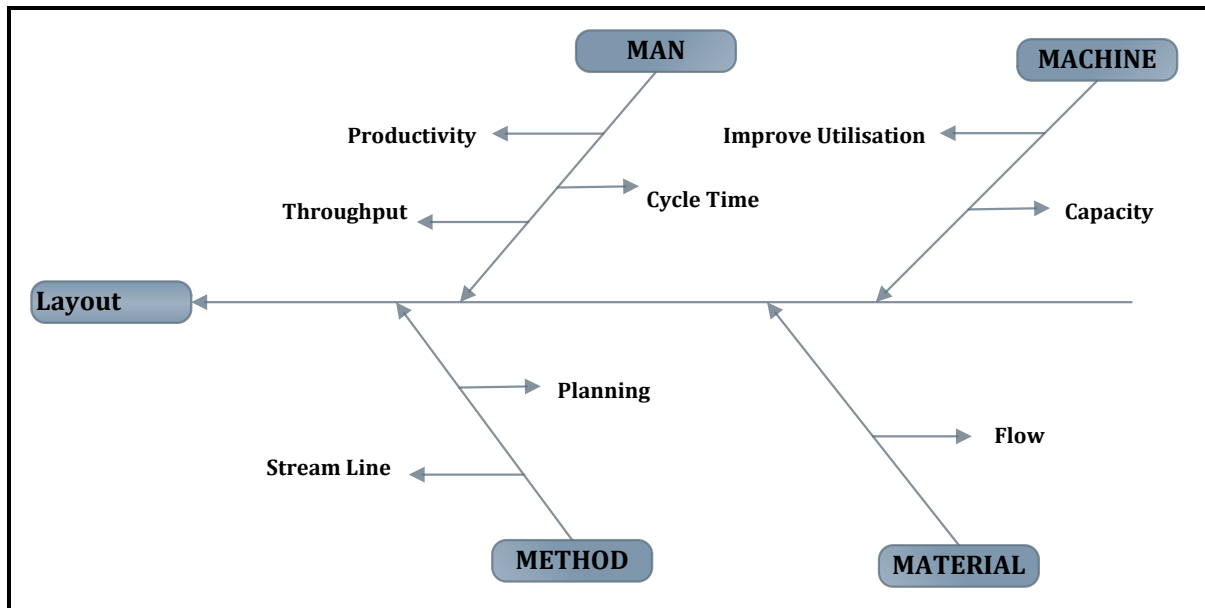 MAN
MACHINE
Productivity
Improve Utilisation
Cycle Time
Throughput
Capacity
Layout
Planning
Flow
Stream Line
METHOD
MATERIAL